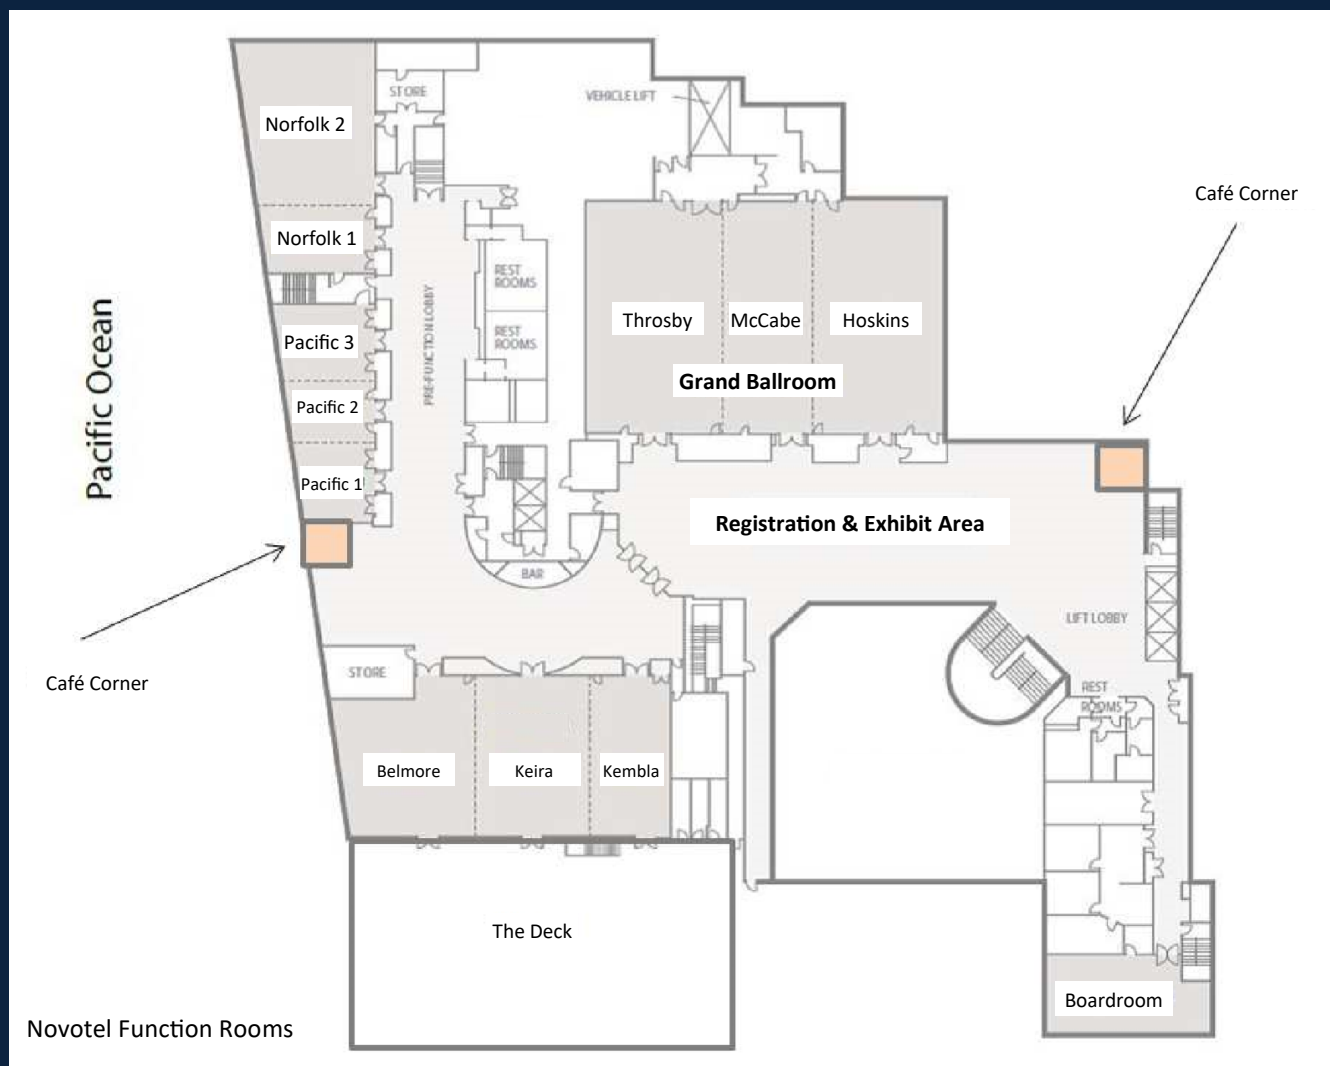 STORE
VEHICLE LIFT
Norfolk 2
Café Corner
Norfolk 1
REST
ROOMS
Pacific Ocean
PRE-FUNCTION LOBBY
Throsby
McCabe
Hoskins
REST
ROOMS
Pacific 3
Grand Ballroom
Pacific 2
Pacific 1
Registration & Exhibit Area
BAR
LIFT LOBBY
Café Corner
STORE
REST
ROOMS
Belmore
Keira
Kembla
The Deck
Boardroom
Novotel Function Rooms